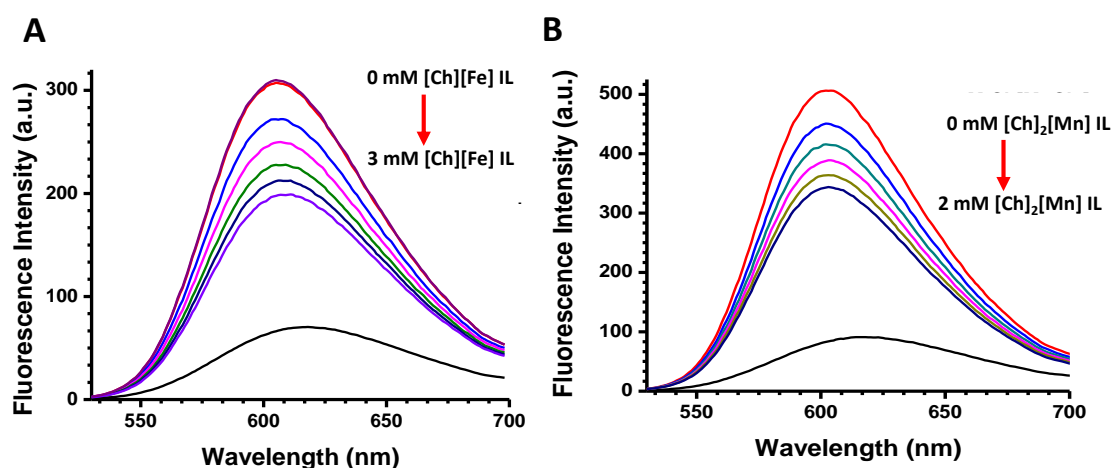 A
Fluorescence Intensity (a.u.)
300
200
100
0
0 mM [Ch][Fe] IL
3 mM [Ch][Fe] IL
550 600 650 700
Wavelength (nm)
B
Fluorescence Intensity (a.u.)
500
400
300
200
100
0
0 mM [Ch]₂[Mn] IL
2 mM [Ch]₂[Mn] IL
550 600 650 700
Wavelength (nm)